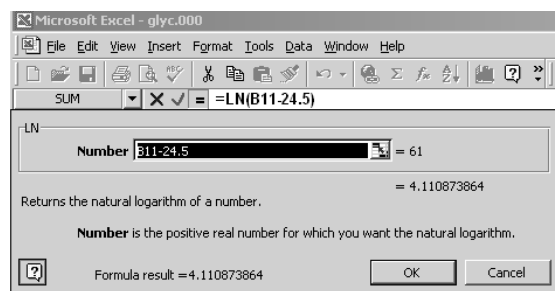 Microsoft Excel - glyc.000
File Edit View Insert Format Tools Data Window Help
SUM = =LN(B11-24.5)
LN
Number B11-24.5 = 61
= 4.110873864
Returns the natural logarithm of a number.
Number is the positive real number for which you want the natural logarithm.
? Formula result =4.110873864 OK Cancel